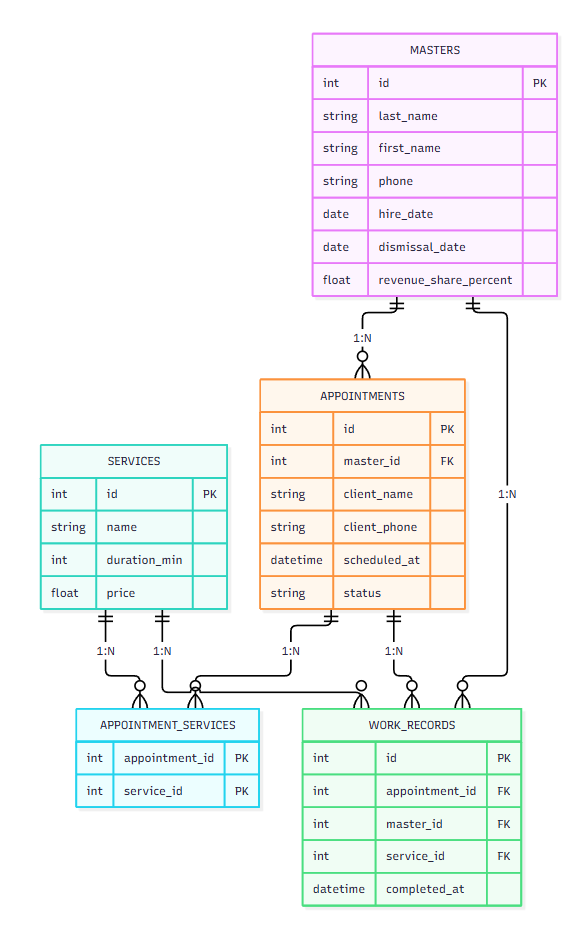 MASTERS
int id PK
string last_name
string first_name
string phone
date hire_date
date dismissal_date
float revenue_share_percent
1:N
APPOINTMENTS
int id PK
int master_id FK
string client_name
string client_phone
datetime scheduled_at
string status
SERVICES
int id PK
string name
int duration_min
float price
1:N
1:N
1:N
1:N
1:N
APPOINTMENT_SERVICES
int appointment_id PK
int service_id PK
WORK_RECORDS
int id PK
int appointment_id FK
int master_id FK
int service_id FK
datetime completed_at